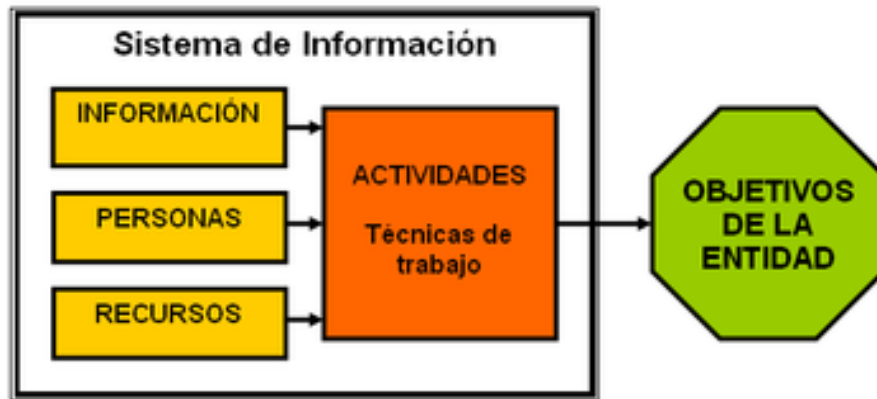 Sistema de Información
INFORMACIÓN
PERSONAS
RECURSOS
ACTIVIDADES
Técnicas de
trabajo
OBJETIVOS
DE LA
ENTIDAD